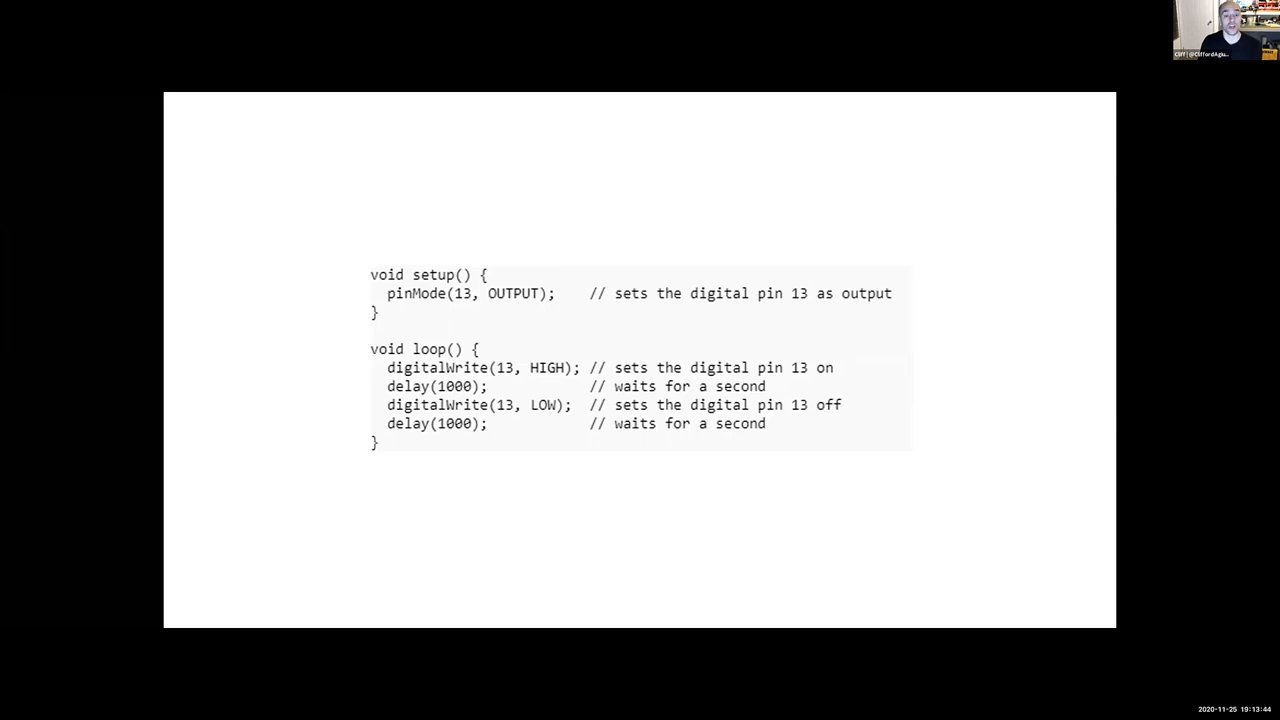 Cliff | @CliffordAgiu...
void setup() {
  pinMode(13, OUTPUT);    // sets the digital pin 13 as output
}
void loop() {
  digitalWrite(13, HIGH); // sets the digital pin 13 on
  delay(1000);            // waits for a second
  digitalWrite(13, LOW);  // sets the digital pin 13 off
  delay(1000);            // waits for a second
}
2020-11-25 19:13:44